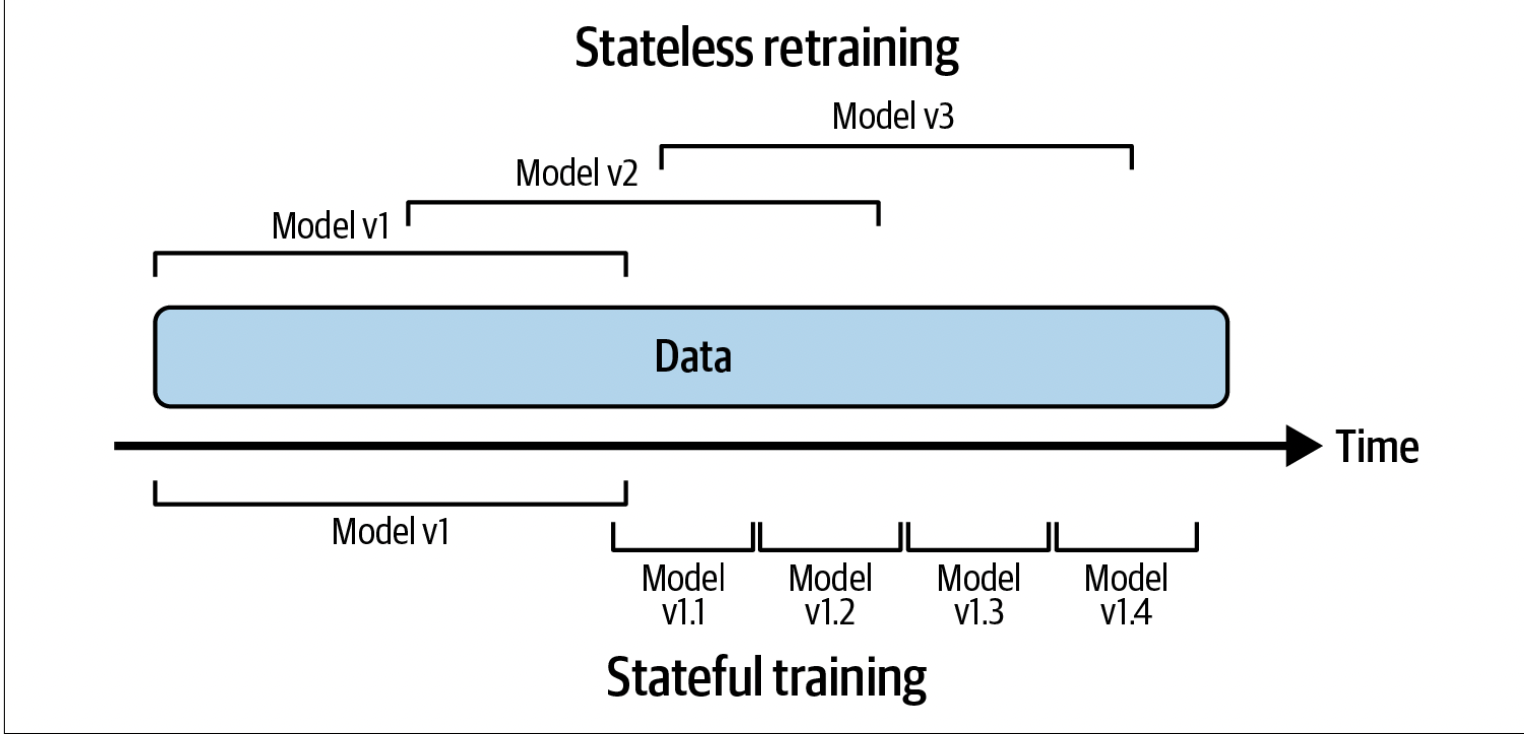 Stateless retraining
Model v3
Model v2
Model v1
Data
Time
Model v1
Model
v1.1
Model
v1.2
Model
v1.3
Model
v1.4
Stateful training